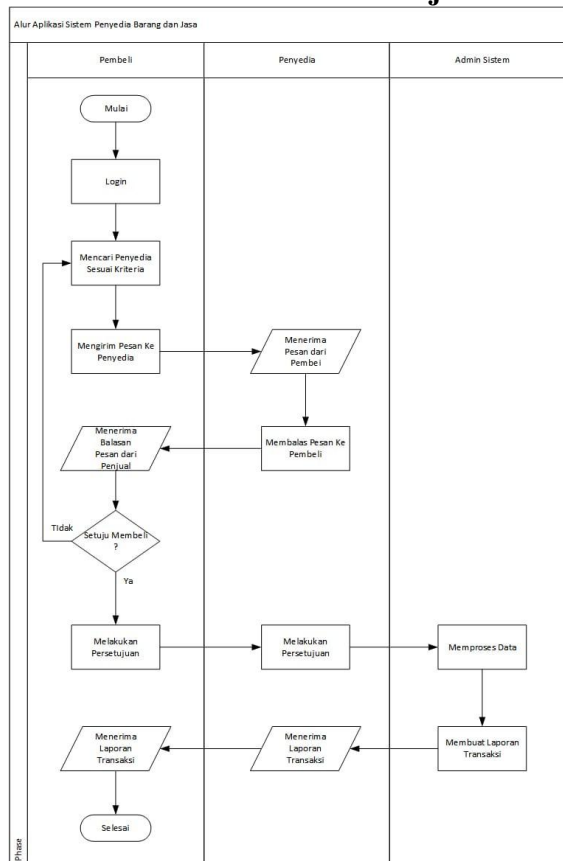 Alur Aplikasi Sistem Penyedia Barang dan Jasa
Pembeli
Penyedia
Admin Sistem
Mulai
Login
Mencari Penyedia
Sesuai Kriteria
Mengirim Pesan Ke
Penyedia
Menerima
Pesan dari
Pembei
Menerima
Balasan
Pesan dari
Penjual
Membalas Pesan Ke
Pembeli
TIdak
Setuju Membeli
?
Ya
Melakukan
Persetujuan
Melakukan
Persetujuan
Memproses Data
Menerima
Laporan
Transaksi
Menerima
Laporan
Transaksi
Membuat Laporan
Transaksi
Selesai
Phase